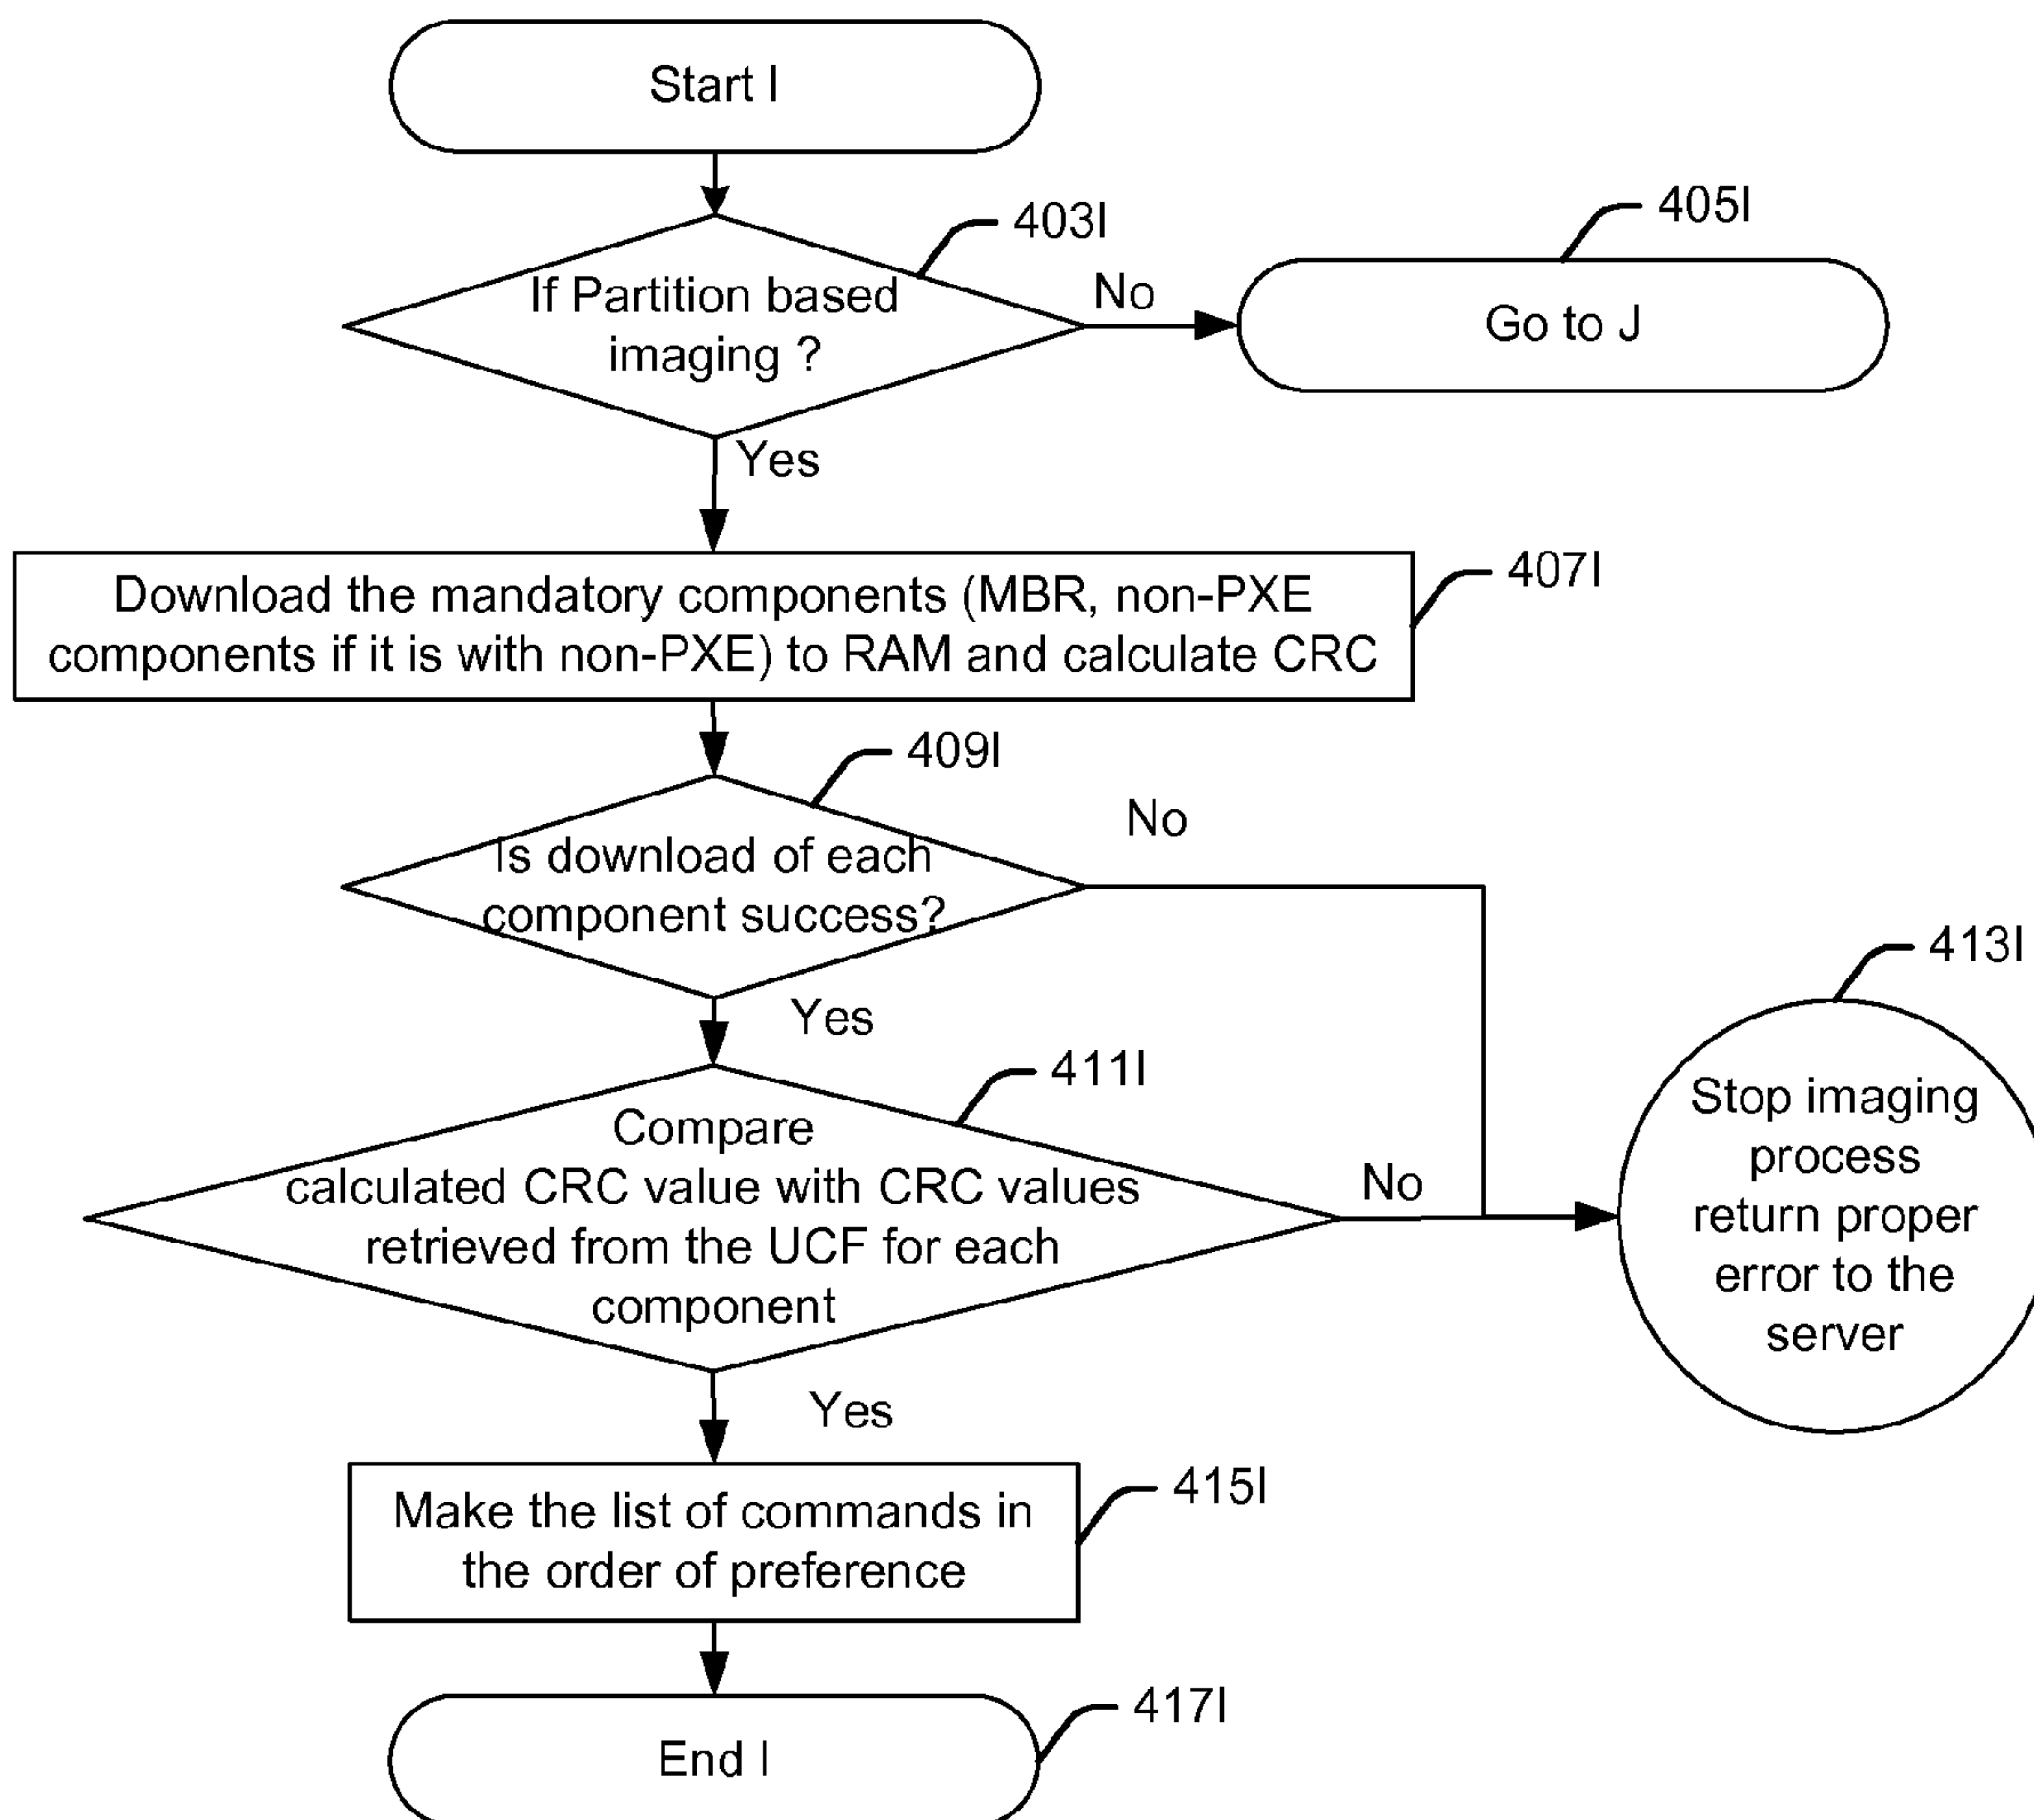 Start I
403I
405I
If Partition based
imaging ?
No
Go to J
Yes
407I
Download the mandatory components (MBR, non-PXE
components if it is with non-PXE) to RAM and calculate CRC
409I
No
Is download of each
component success?
413I
Yes
411I
Compare
calculated CRC value with CRC values
retrieved from the UCF for each
component
No
Stop imaging
process
return proper
error to the
server
Yes
415I
Make the list of commands in
the order of preference
417I
End I